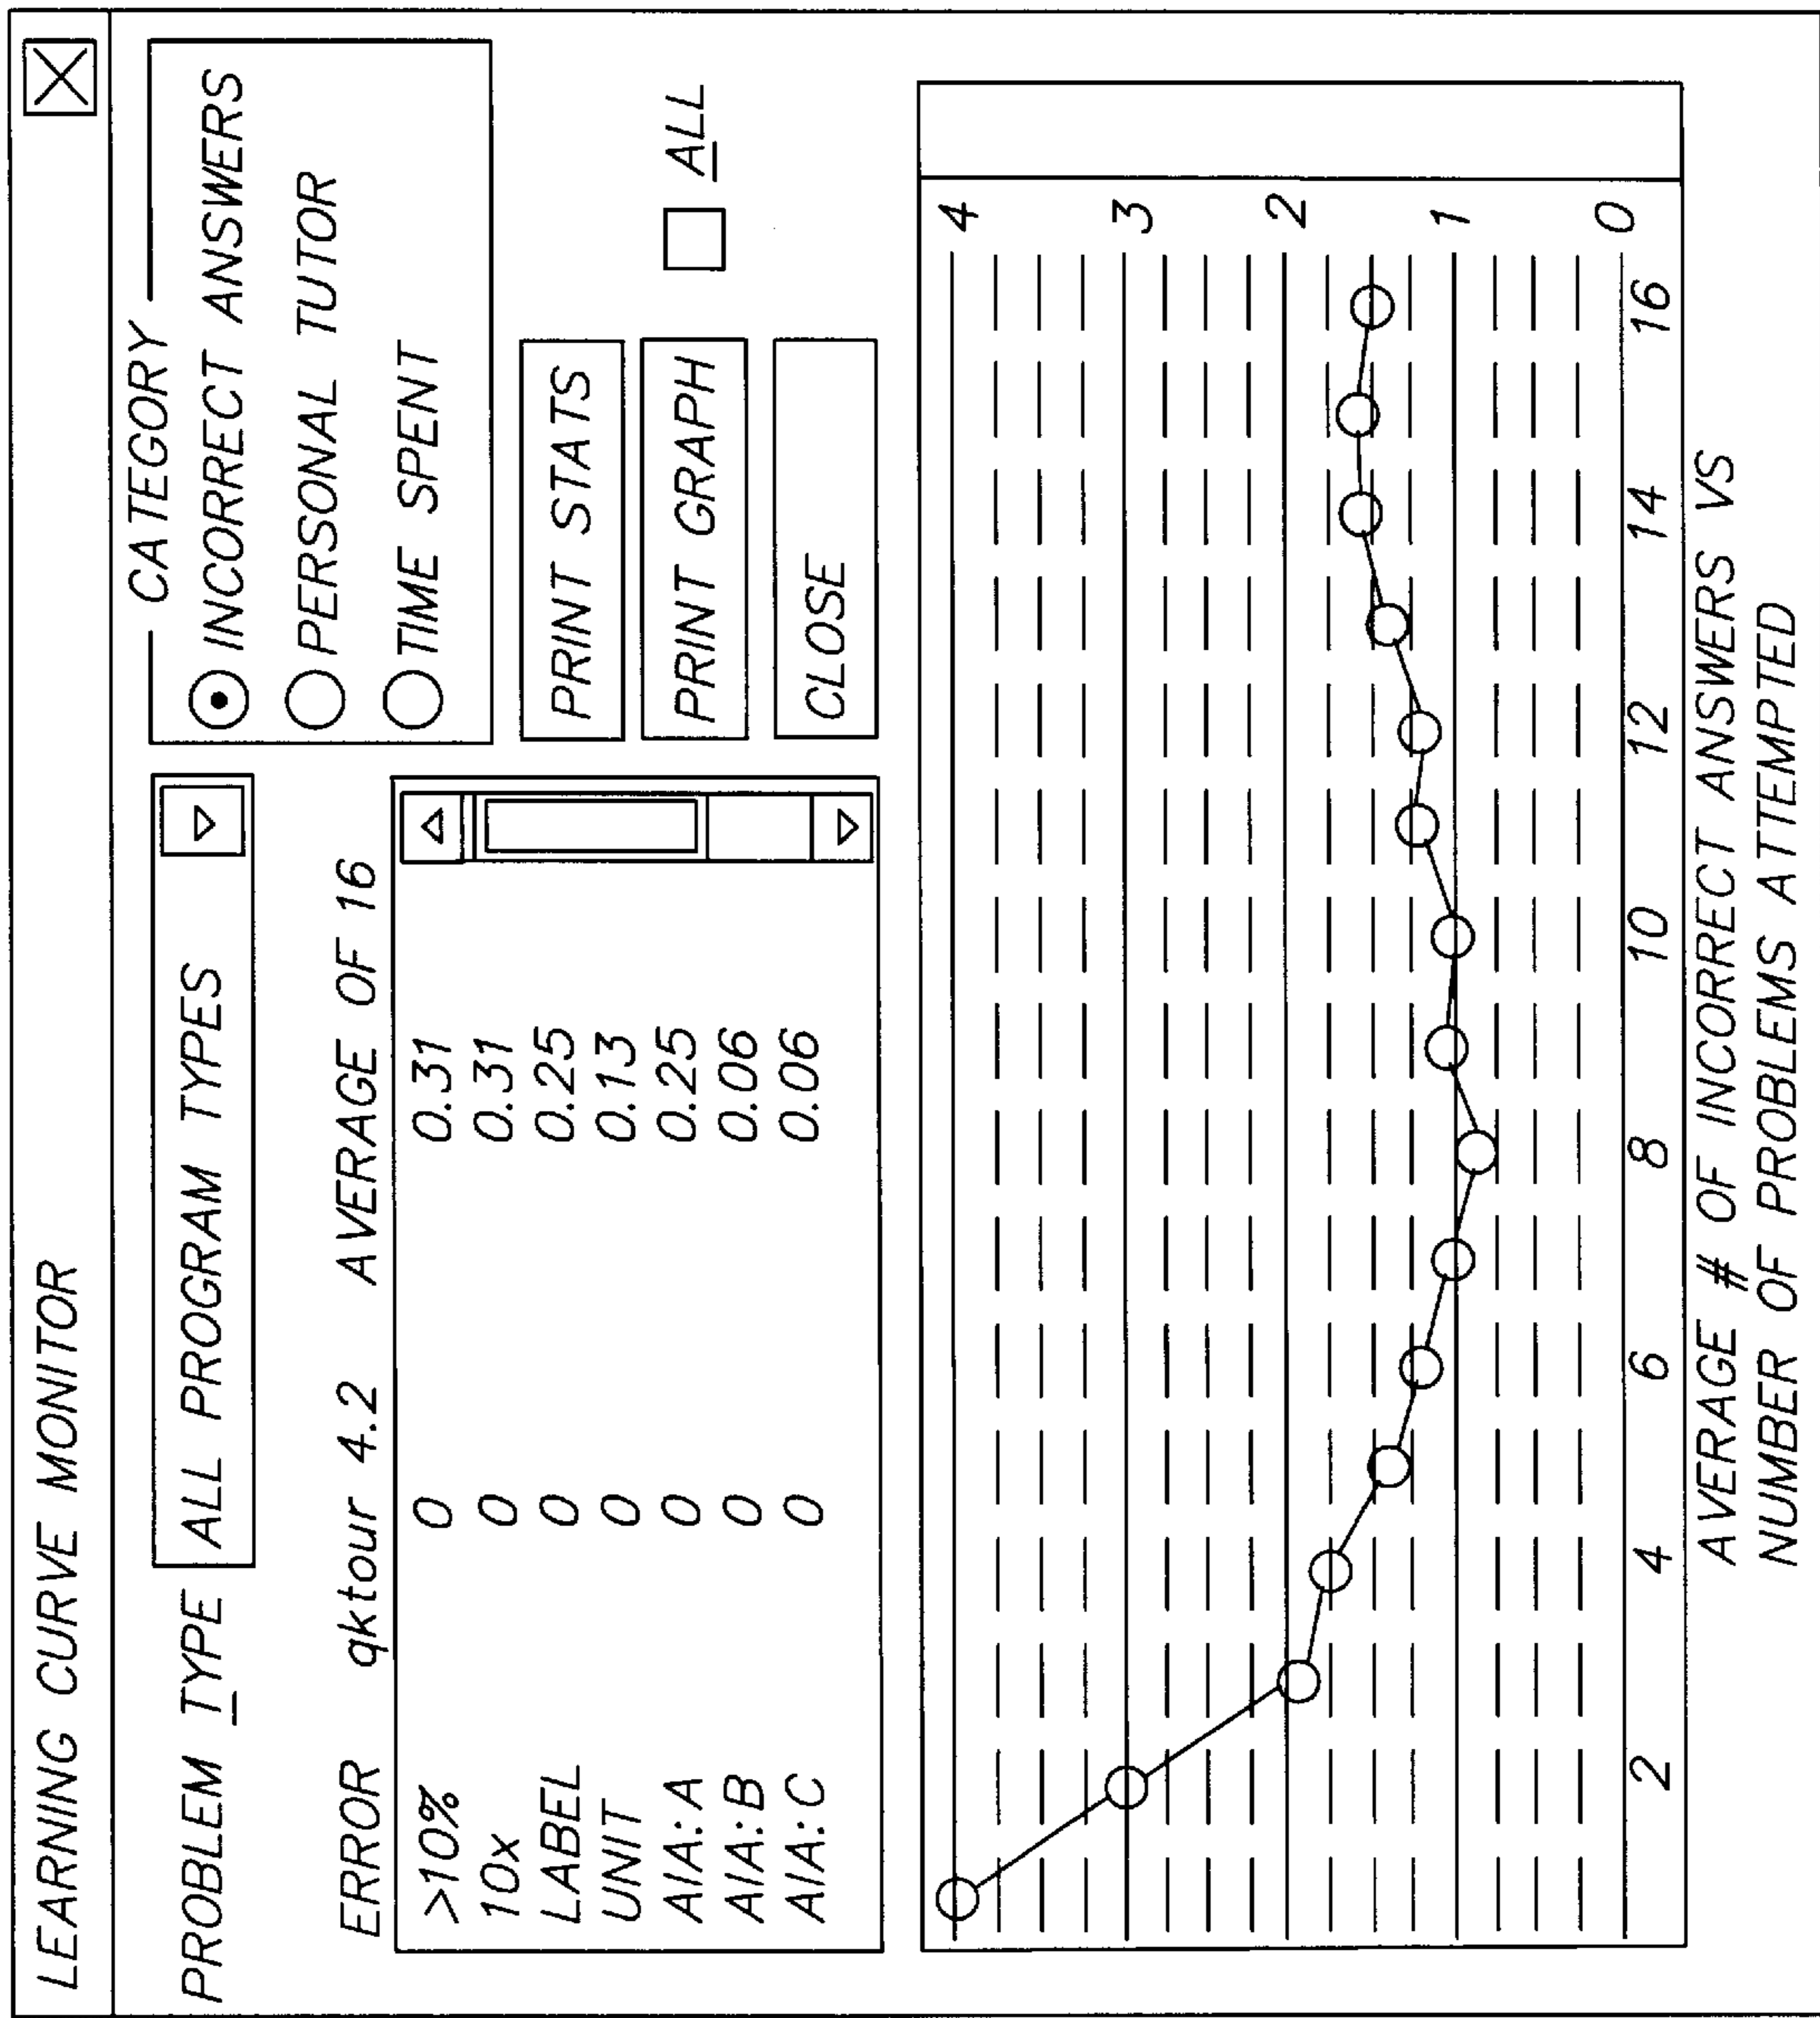 LEARNING CURVE MONITOR
PROBLEM TYPE ALL PROGRAM TYPES
CATEGORY
INCORRECT ANSWERS
PERSONAL TUTOR
TIME SPENT
ERROR qktour 4.2 AVERAGE OF 16
>10% 0 0.31
10x 0 0.31
LABEL 0 0.25
UNIT 0 0.13
AIA:A 0 0.25
AIA:B 0 0.06
AIA:C 0 0.06
PRINT STATS
PRINT GRAPH
ALL
CLOSE
4
3
2
1
0
2 4 6 8 10 12 14 16
AVERAGE # OF INCORRECT ANSWERS VS
NUMBER OF PROBLEMS ATTEMPTED